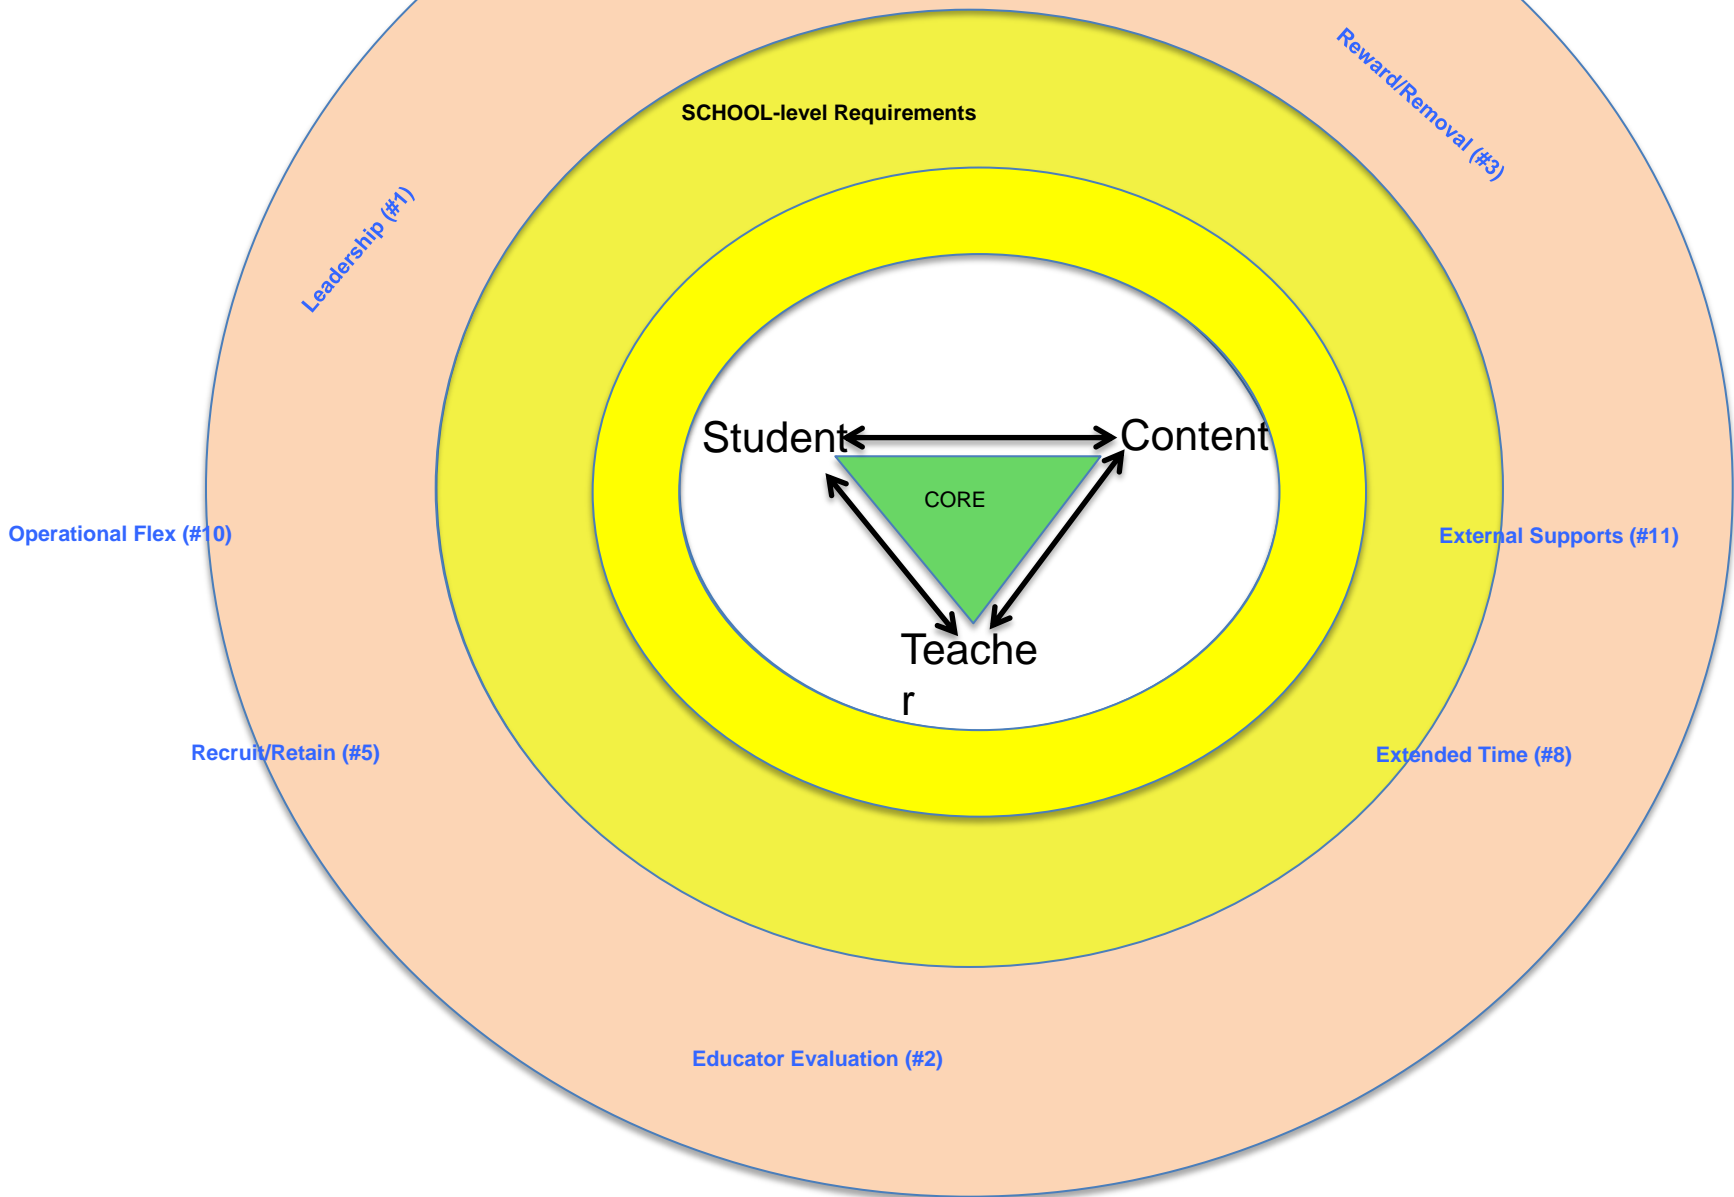 Reward/Removal (#3)
SCHOOL-level Requirements
Leadership (#1)
Student
Content
CORE
Operational Flex (#10)
External Supports (#11)
Teache
r
Recruit/Retain (#5)
Extended Time (#8)
Educator Evaluation (#2)